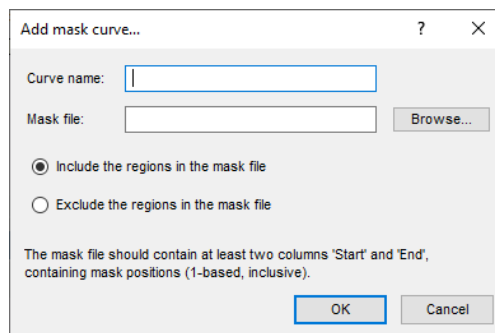 Add mask curve...
?
Curve name:
Mask file:
Browse...
Include the regions in the mask file
Exclude the regions in the mask file
The mask file should contain at least two columns 'Start' and 'End',
containing mask positions (1-based, inclusive).
OK
Cancel